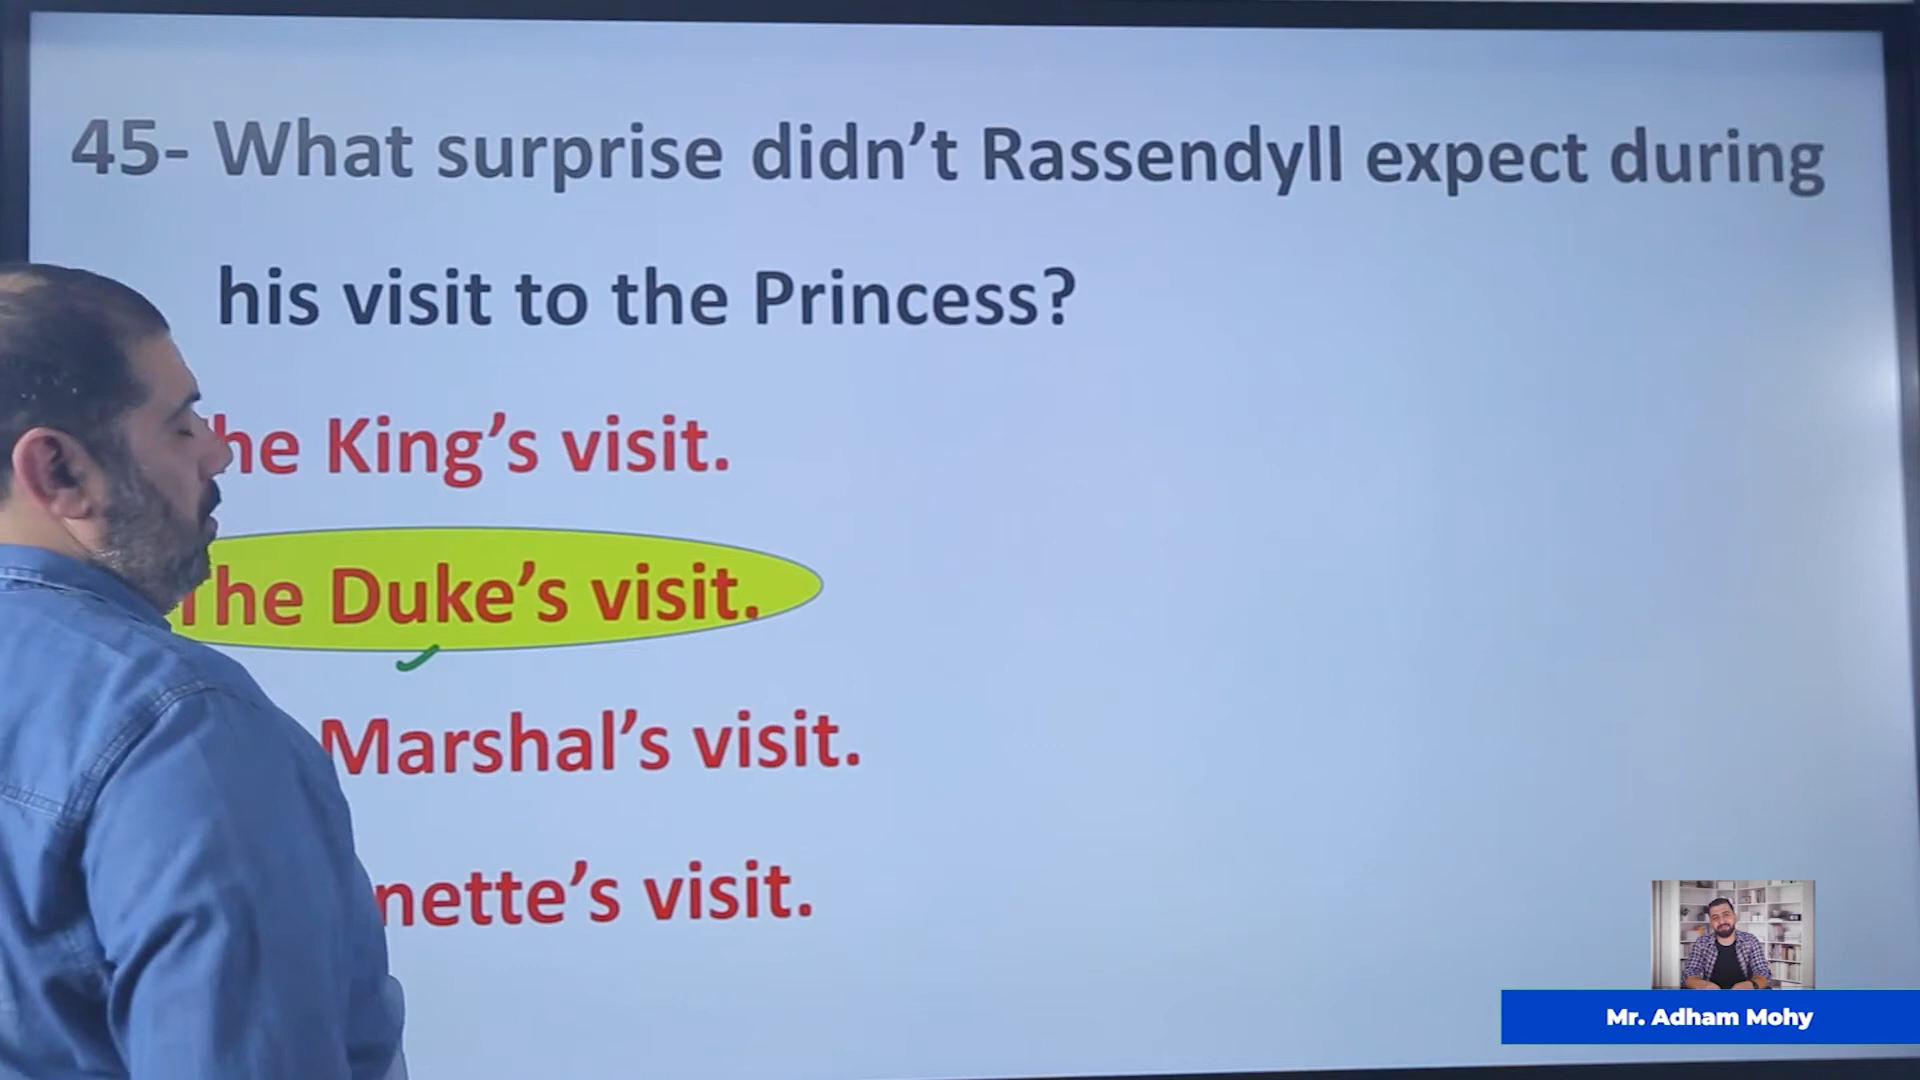 45- What surprise didn't Rassendyll expect during
his visit to the Princess?
The King's visit.
The Duke's visit.
Marshal's visit.
nette's visit.
Mr. Adham Mohy